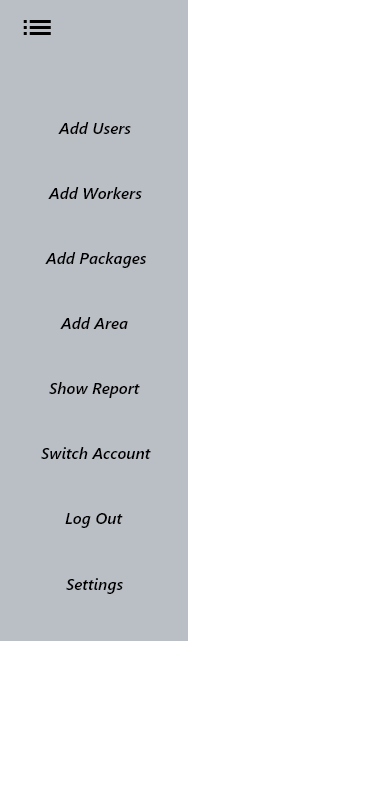 Add Users
Add Workers
Add Packages
Add Area
Show Report
Switch Account
Log Out
Settings